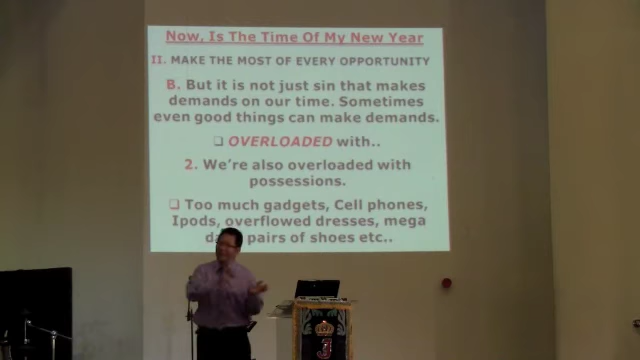 Now, Is The Time Of My New Year
II. MAKE THE MOST OF EVERY OPPORTUNITY
B. But it is not just sin that makes
demands on our time. Sometimes
even good things can make demands.
❑ OVERLOADED with..
2. We're also overloaded with
possessions.
❑ Too much gadgets, Cell phones,
Ipods, overflowed dresses, mega
pairs of shoes etc..
J